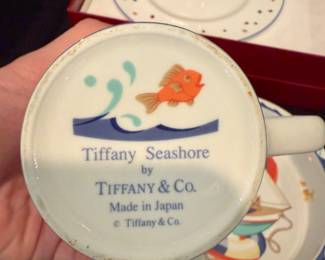 Tiffany Seashore
by
TIFFANY & CO.
Made in Japan
© Tiffany & Co.